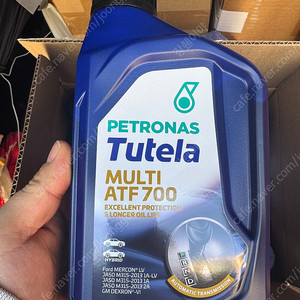 PETRONAS
Tutela
MULTI
ATF 700
EXCELLENT PROTECTION
& LONGER OIL LIFE
HYBRID
Ford MERCON® LV
JASO M315-2013 1A-LV
JASO M315-2013 1A
JASO M315-2013 2A
GM DEXRON®-VI
AUTOMATIC TRANSMISSION